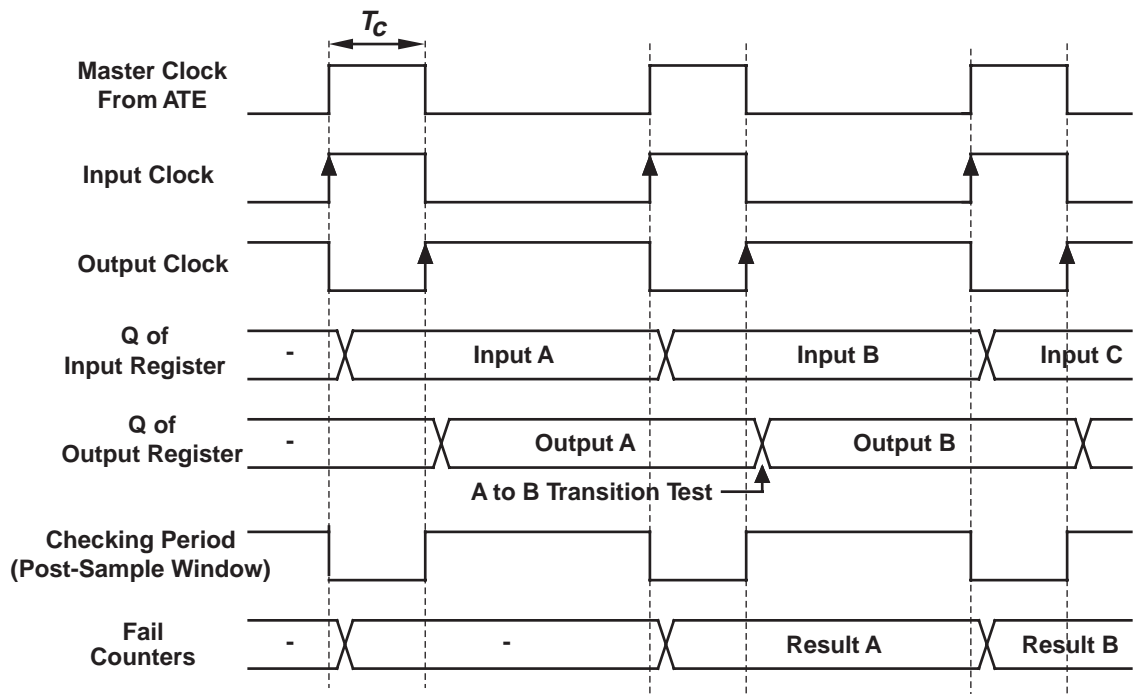 Tc
Master Clock
From ATE
Input Clock
Output Clock
Q of
Input Register
- Input A Input B Input C
Q of
Output Register
- Output A Output B
A to B Transition Test
Checking Period
(Post-Sample Window)
Fail
Counters
- - Result A Result B